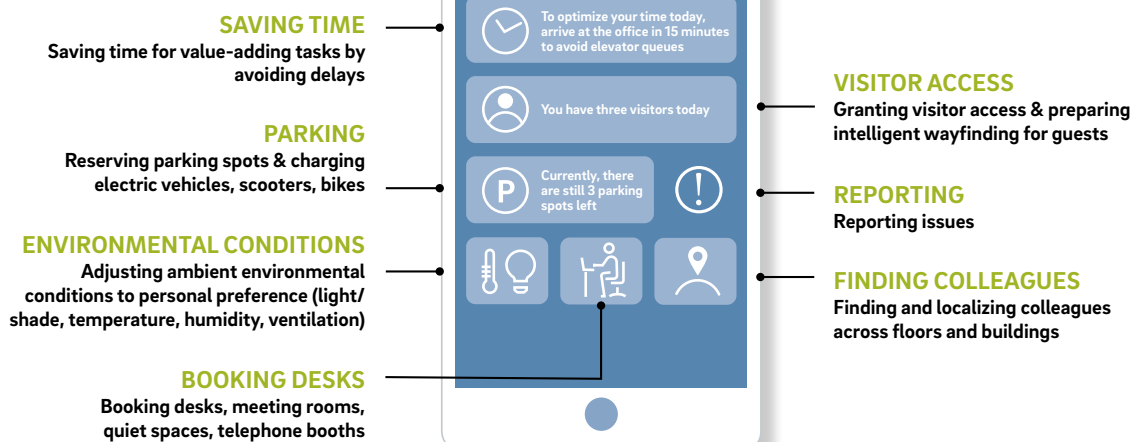 SAVING TIME
Saving time for value-adding tasks by
avoiding delays
PARKING
Reserving parking spots & charging
electric vehicles, scooters, bikes
ENVIRONMENTAL CONDITIONS
Adjusting ambient environmental
conditions to personal preference (light/
shade, temperature, humidity, ventilation)
BOOKING DESKS
Booking desks, meeting rooms,
quiet spaces, telephone booths
To optimize your time today,
arrive at the office in 15 minutes
to avoid elevator queues
You have three visitors today
P
Currently, there
are still 3 parking
spots left
!
VISITOR ACCESS
Granting visitor access & preparing
intelligent wayfinding for guests
REPORTING
Reporting issues
FINDING COLLEAGUES
Finding and localizing colleagues
across floors and buildings